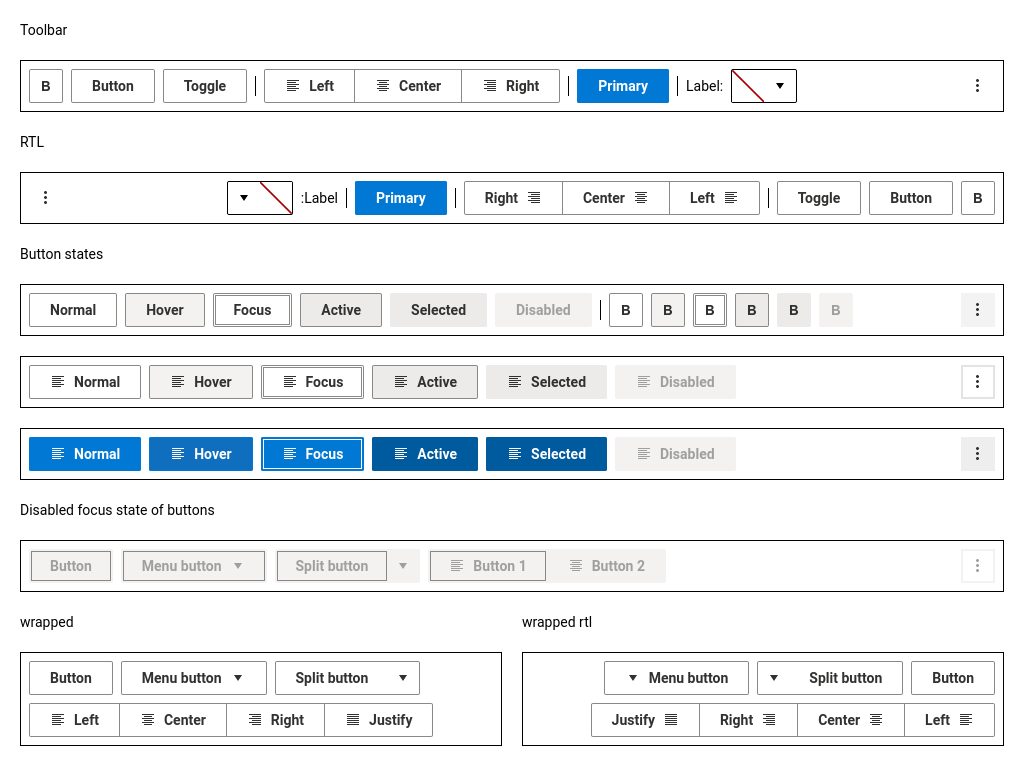 Toolbar
B Button Toggle Left Center Right Primary Label:
RTL
:Label Primary Right Center Left Toggle Button B
Button states
Normal Hover Focus Active Selected Disabled B B B B B B
Normal Hover Focus Active Selected Disabled
Normal Hover Focus Active Selected Disabled
Disabled focus state of buttons
Button Menu button Split button Button 1 Button 2
wrapped
Button Menu button Split button
Left Center Right Justify
wrapped rtl
Menu button Split button Button
Justify Right Center Left